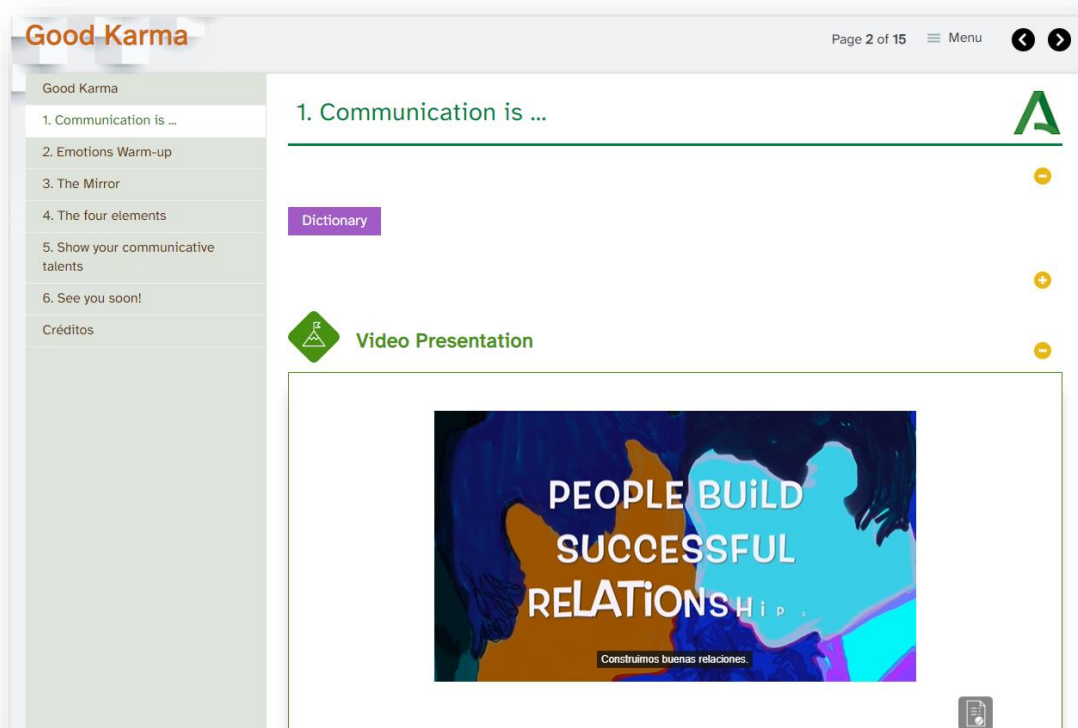 Good Karma
Page 2 of 15
Menu
Good Karma
1. Communication is ...
2. Emotions Warm-up
3. The Mirror
4. The four elements
5. Show your communicative
talents
6. See you soon!
Créditos
1. Communication is ...
Dictionary
Video Presentation
PEOPLE BUiLD
SUCCESSFUL
RELATiONSHiPs
Construimos buenas relaciones.